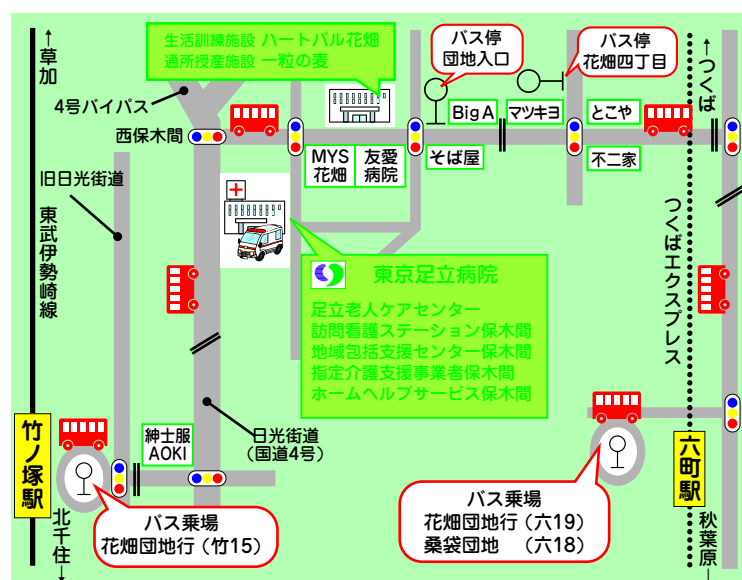 ↑草加
生活訓練施設 ハートパル花畑
通所授産施設 一粒の麦
バス停
団地入口
バス停
花畑四丁目
↑つくば
4号バイパス
西保木間
BigA
マツキヨ
とこや
MYS
花畑
友愛
病院
そば屋
不二家
旧日光街道
東武伊勢崎線
つくばエクスプレス
東京足立病院
足立老人ケアセンター
訪問看護ステーション保木間
地域包括支援センター保木間
指定介護支援事業者保木間
ホームヘルプサービス保木間
竹ノ塚駅
紳士服
AOKI
日光街道
(国道4号)
六町駅
バス乗場
花畑団地行(竹15)
バス乗場
花畑団地行(六19)
桑袋団地 (六18)
北千住→
秋葉原→